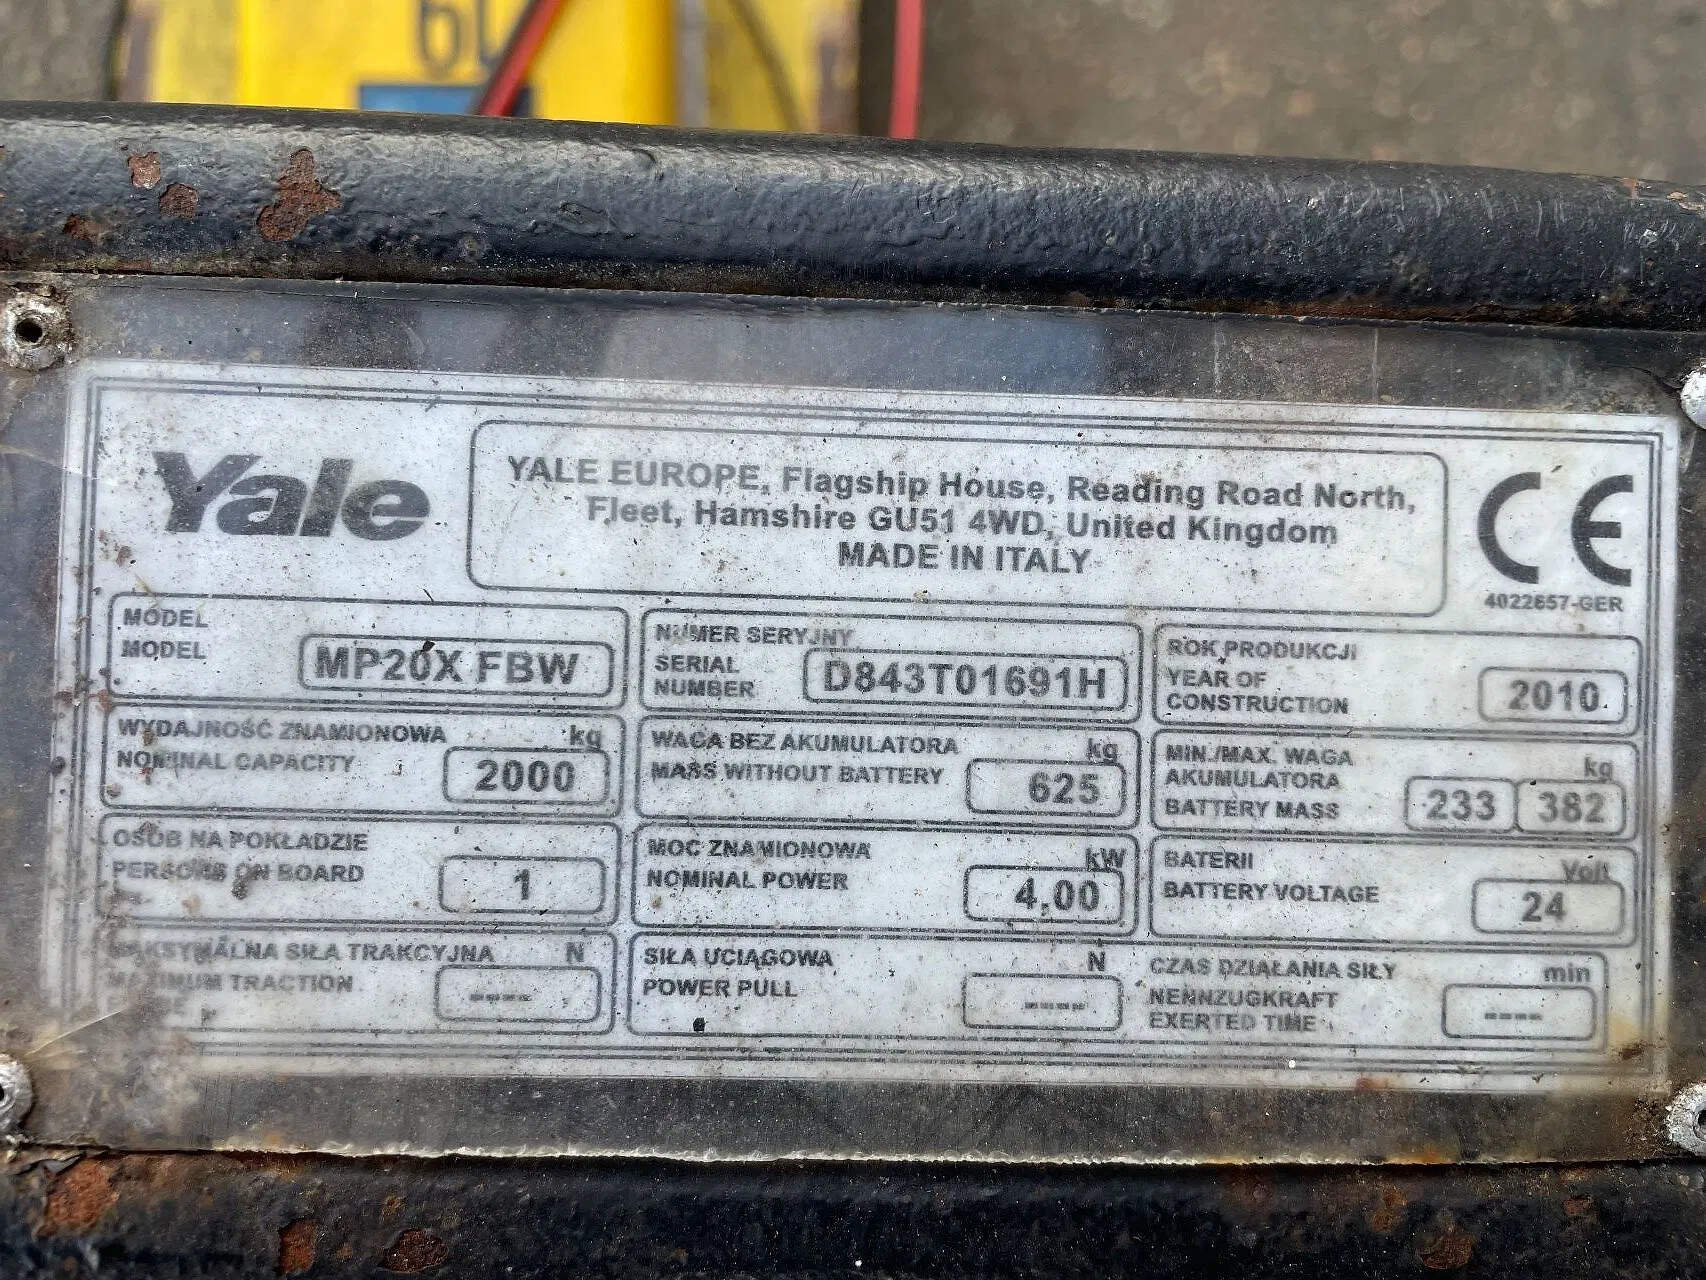 Yale
YALE EUROPE, Flagship House, Reading Road North,
Fleet, Hamshire GU51 4WD, United Kingdom
MADE IN ITALY
CE
4022657-GER
MODEL
MODEL
MP20X FBW
NUMER SERYJNY
SERIAL
NUMBER
D843T01691H
ROK PRODUKCJI
YEAR OF
CONSTRUCTION
2010
WYDAJNOŚĆ ZNAMIONOWA kg
NOMINAL CAPACITY
2000
WAGA BEZ AKUMULATORA kg
MASS WITHOUT BATTERY
625
MIN./MAX. WAGA kg
AKUMULATORA
BATTERY MASS
233 382
OSÓB NA POKŁADZIE
PERSONS ON BOARD
1
MOC ZNAMIONOWA kW
NOMINAL POWER
4,00
BATERII Volt
BATTERY VOLTAGE
24
MAKSYMALNA SIŁA TRAKCYJNA N
MAXIMUM TRACTION
----
SIŁA UCIĄGOWA N
POWER PULL
----
CZAS DZIAŁANIA SIŁY min
NENNZUGKRAFT
EXERTED TIME
----